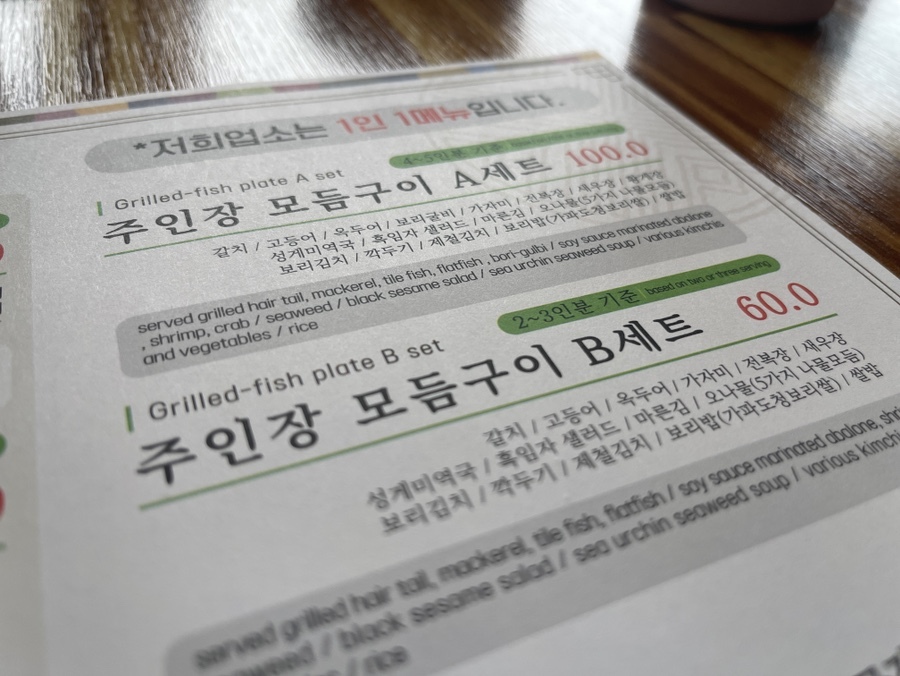 *저희업소는 1인 1메뉴입니다.
4~5인분 기준
Grilled-fish plate A set
주인장 모듬구이 A세트 100.0
갈치 / 고등어 / 옥두어 / 보리굴비 / 가자미 / 전복장 / 새우장 /
성게미역국 / 흑임자 샐러드 / 마른김 / 오나물(5가지 나물모듬)
보리김치 / 깍두기 / 제철김치 / 보리밥(가파도청보리쌀) / 쌀밥
served grilled hair tail, mackerel, tile fish, flatfish , bori-gulbi / soy sauce marinated abalone
, shrimp, crab / seaweed / black sesame salad / sea urchin seaweed soup / various kimchis
and vegetables / rice
2~3인분 기준 based on two or three serving
Grilled-fish plate B set
주인장 모듬구이 B세트 60.0
갈치 / 고등어 / 옥두어 / 가자미 / 전복장 / 새우장
성게미역국 / 흑임자 샐러드 / 마른김 / 오나물(5가지 나물모듬)
보리김치 / 깍두기 / 제철김치 / 보리밥(가파도청보리쌀) / 쌀밥
served grilled hair tail, mackerel, tile fish, flatfish / soy sauce marinated abalone,
/ black sesame salad / sea urchin seaweed soup / various
/ rice